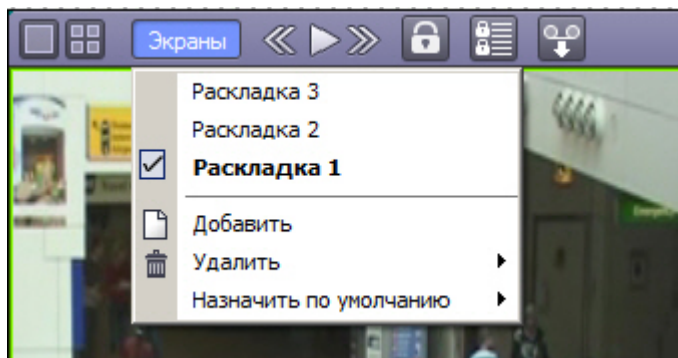 Экраны
Раскладка 3
Раскладка 2
Раскладка 1
Добавить
Удалить
Назначить по умолчанию